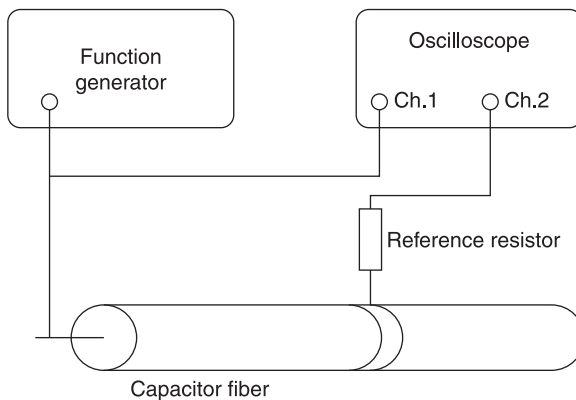 Function
generator
Oscilloscope
Ch.1
Ch.2
Reference resistor
Capacitor fiber